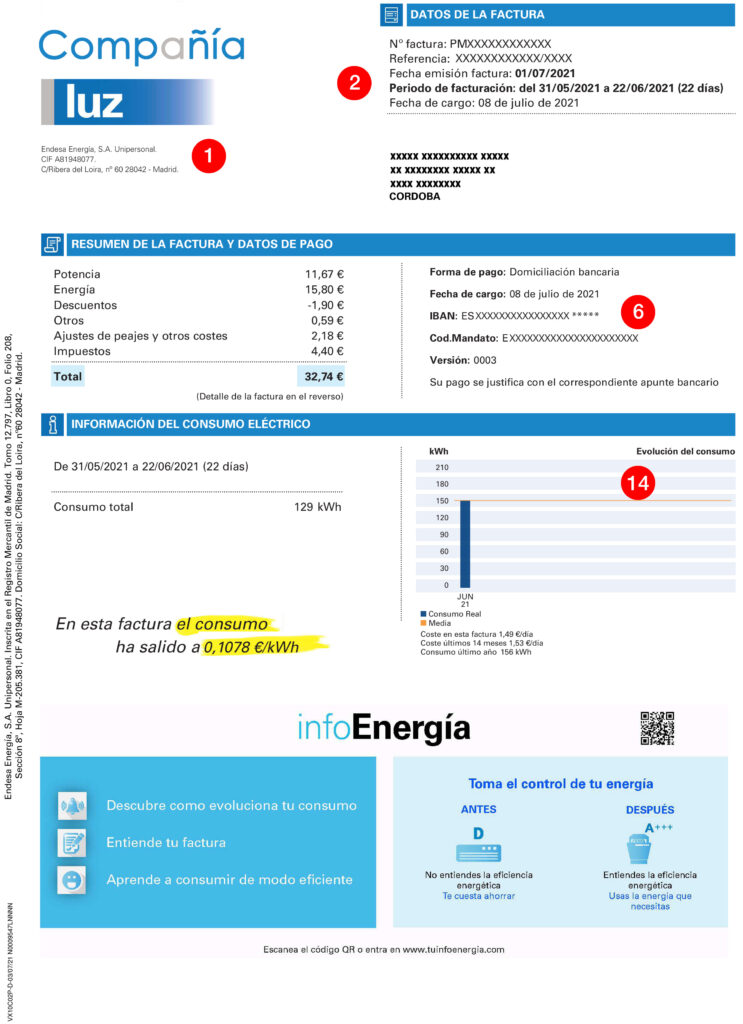 Compañía
luz
Endesa Energía, S.A. Unipersonal.
CIF A81948077.
C/Ribera del Loira, nº 60 28042 - Madrid.
1
DATOS DE LA FACTURA
Nº factura: PMXXXXXXXXXXXX
Referencia: XXXXXXXXXXXX/XXXX
Fecha emisión factura: 01/07/2021
Periodo de facturación: del 31/05/2021 a 22/06/2021 (22 días)
Fecha de cargo: 08 de julio de 2021
2
XXXXX XXXXXXXXXX XXXXX
XX XXXXXXXX XXXXX XX
XXXX XXXXXXXX
CORDOBA
RESUMEN DE LA FACTURA Y DATOS DE PAGO
Potencia 11,67 €
Energía 15,80 €
Descuentos -1,90 €
Otros 0,59 €
Ajustes de peajes y otros costes 2,18 €
Impuestos 4,40 €
Total 32,74 €
(Detalle de la factura en el reverso)
Forma de pago: Domiciliación bancaria
Fecha de cargo: 08 de julio de 2021
IBAN: ES XXXXXXXXXXXXXXXX *****
6
Cod.Mandato: EXXXXXXXXXXXXXXXXXXXXXX
Versión: 0003
Su pago se justifica con el correspondiente apunte bancario
INFORMACIÓN DEL CONSUMO ELÉCTRICO
De 31/05/2021 a 22/06/2021 (22 días)
Consumo total 129 kWh
En esta factura el consumo
ha salido a 0,1078 €/kWh
kWh Evolución del consumo
210
180
14
150
120
90
60
30
0
JUN
21
Consumo Real
Media
Coste en esta factura 1,49 €/día
Coste últimos 14 meses 1,53 €/día
Consumo último año 156 kWh
infoEnergía
Descubre como evoluciona tu consumo
Entiende tu factura
Aprende a consumir de modo eficiente
Toma el control de tu energía
ANTES
D
No entiendes la eficiencia
energética
Te cuesta ahorrar
DESPUÉS
A+++
Entiendes la eficiencia
energética
Usas la energía que
necesitas
Escanea el código QR o entra en www.tuinfoenergia.com
Endesa Energía, S.A. Unipersonal. Inscrita en el Registro Mercantil de Madrid. Tomo 12.797, Libro 0, Folio 208,
Sección 8ª, Hoja M-205.381, CIF A81948077. Domicilio Social: C/Ribera del Loira, nº60 28042 - Madrid.
VX10C02P-D-03/07/21 N0009547LNNNN